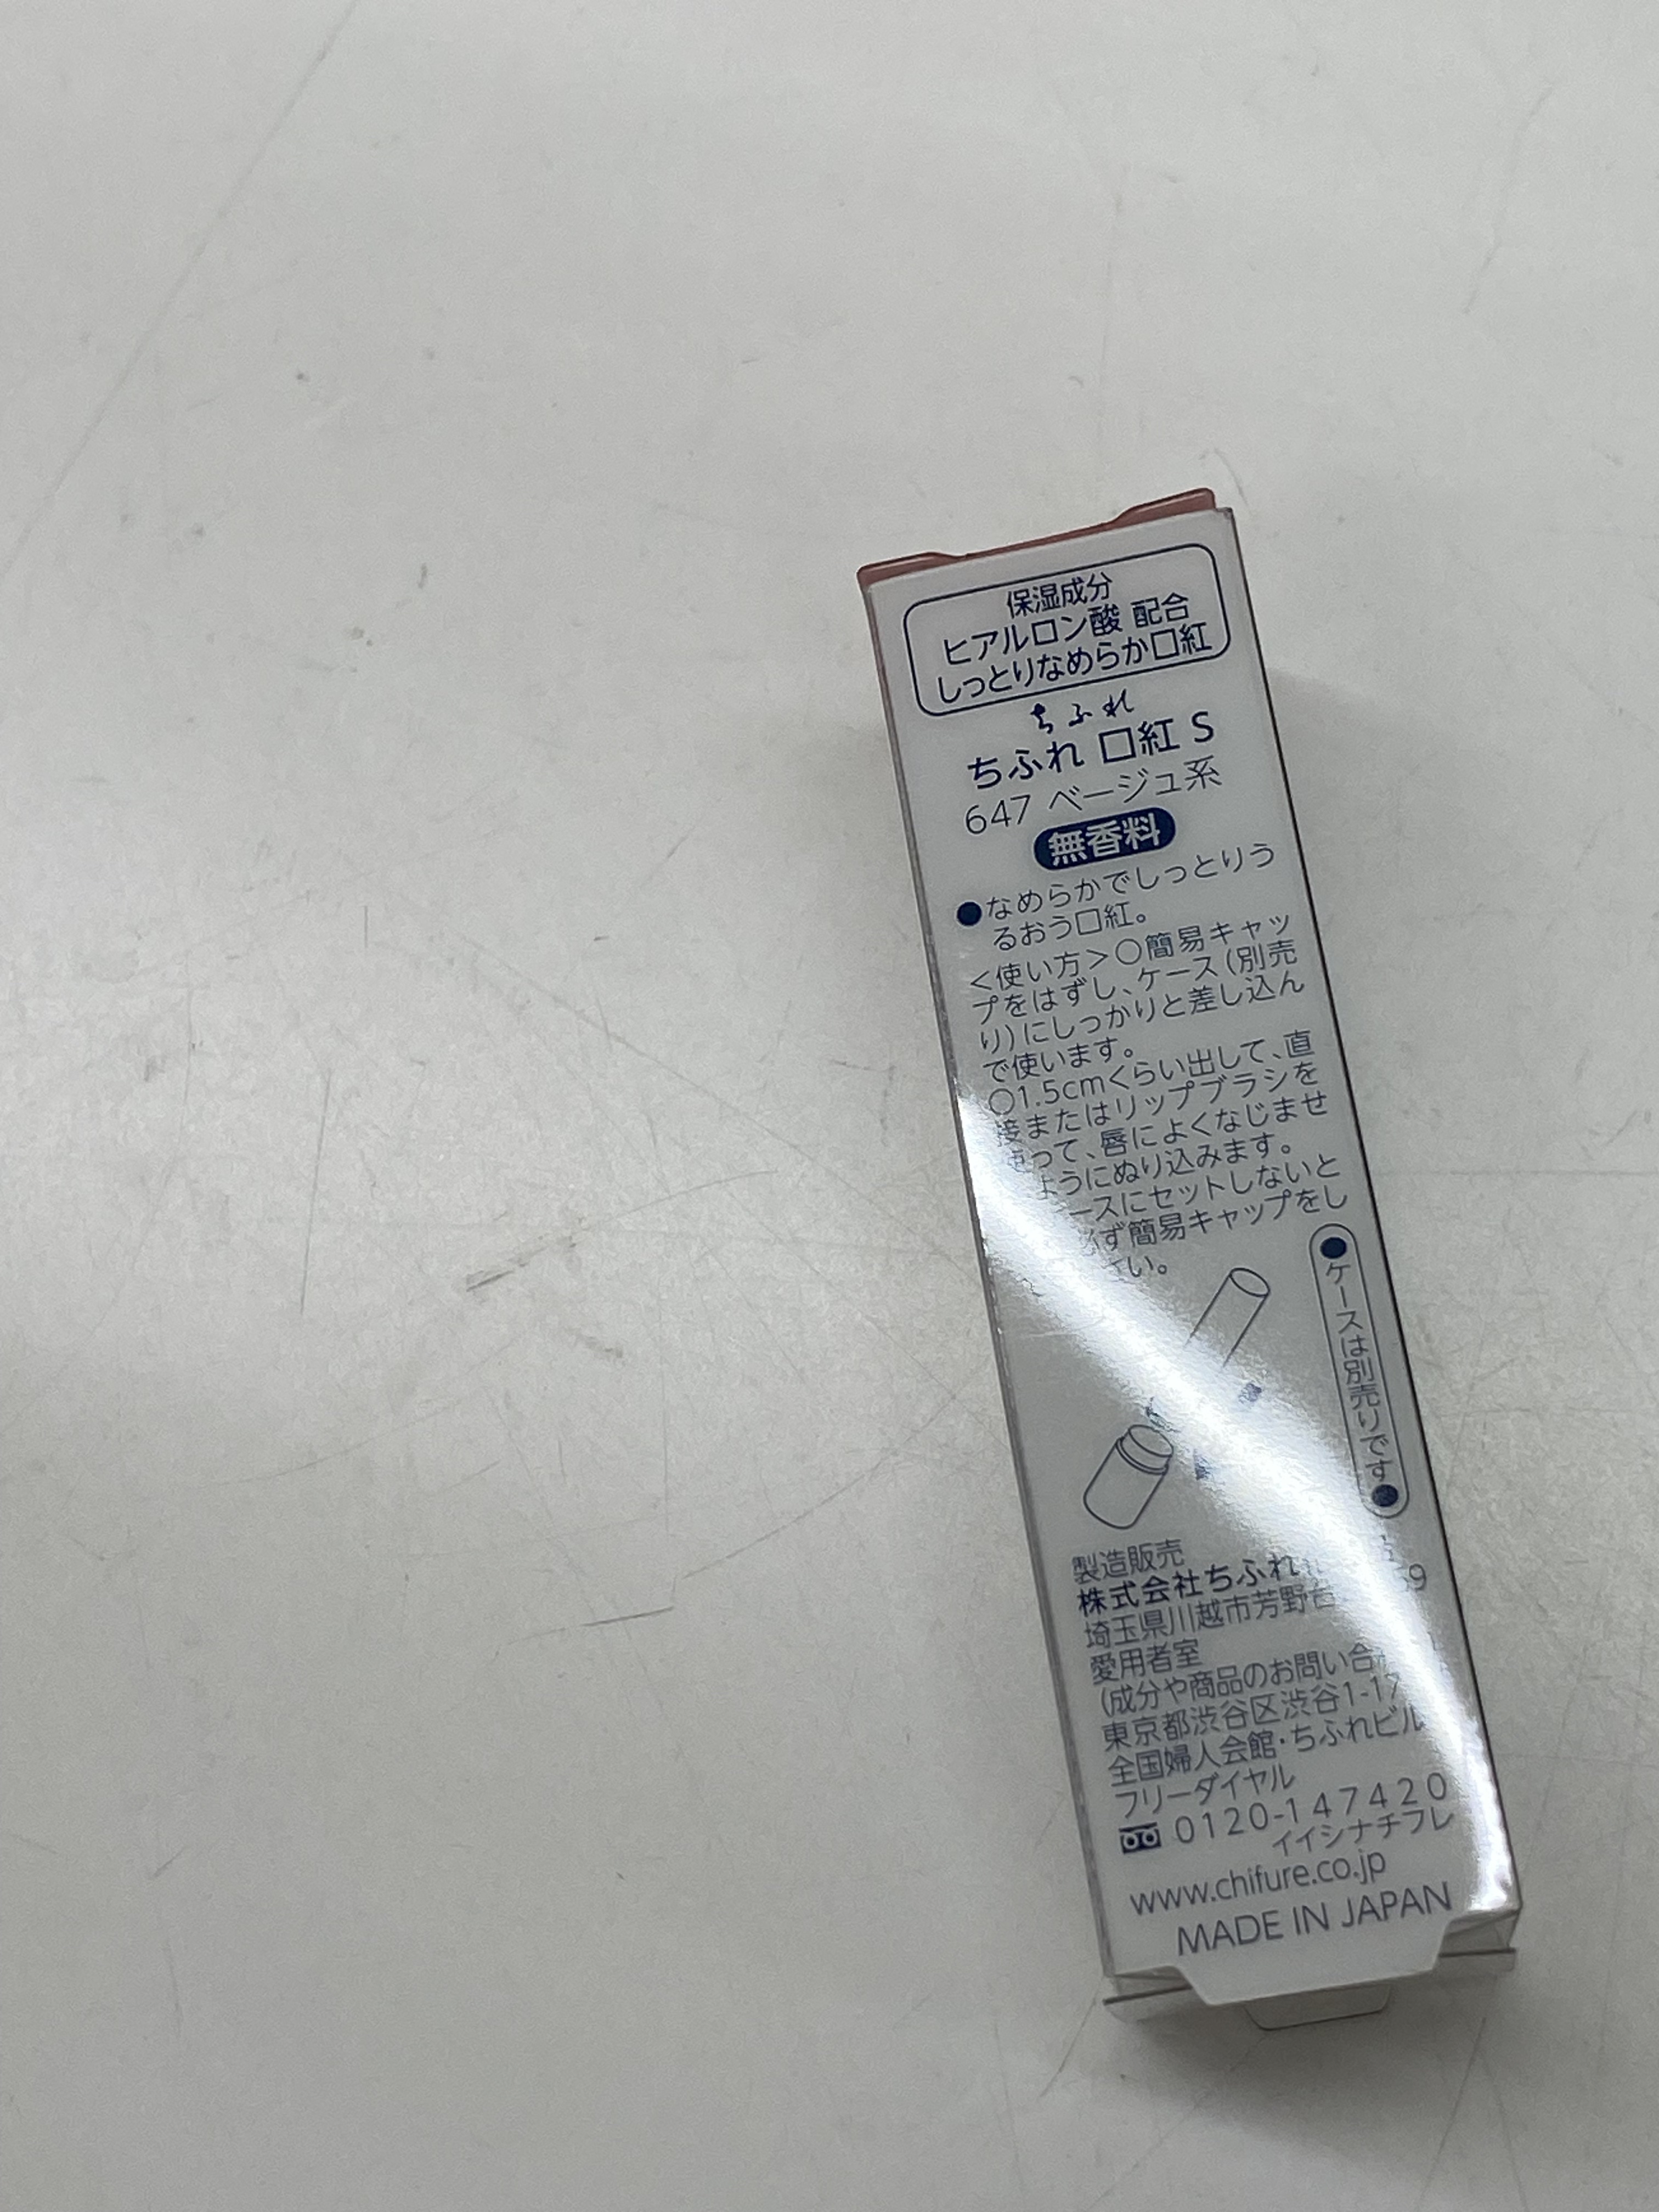 保湿成分
ヒアルロン酸 配合
しっとりなめらか口紅
ちふれ
ちふれ 口紅 S
647 ベージュ系
無香料
●なめらかでしっとりう
るおう口紅。
<使い方>○簡易キャッ
プをはずし、ケース(別売
り)にしっかりと差し込ん
で使います。
○1.5cmくらい出して、直
接またはリップブラシを
って、唇によくなじませ
ようにぬり込みます。
ースにセットしないと
ず簡易キャップをし
い。
●ケースは別売りです●
製造販売
株式会社ちふれ
埼玉県川越市芳野台
愛用者室
(成分や商品のお問い合
東京都渋谷区渋谷1-17
全国婦人会館・ちふれビル
フリーダイヤル
0120-147420
イイシナチフレ
www.chifure.co.jp
MADE IN JAPAN